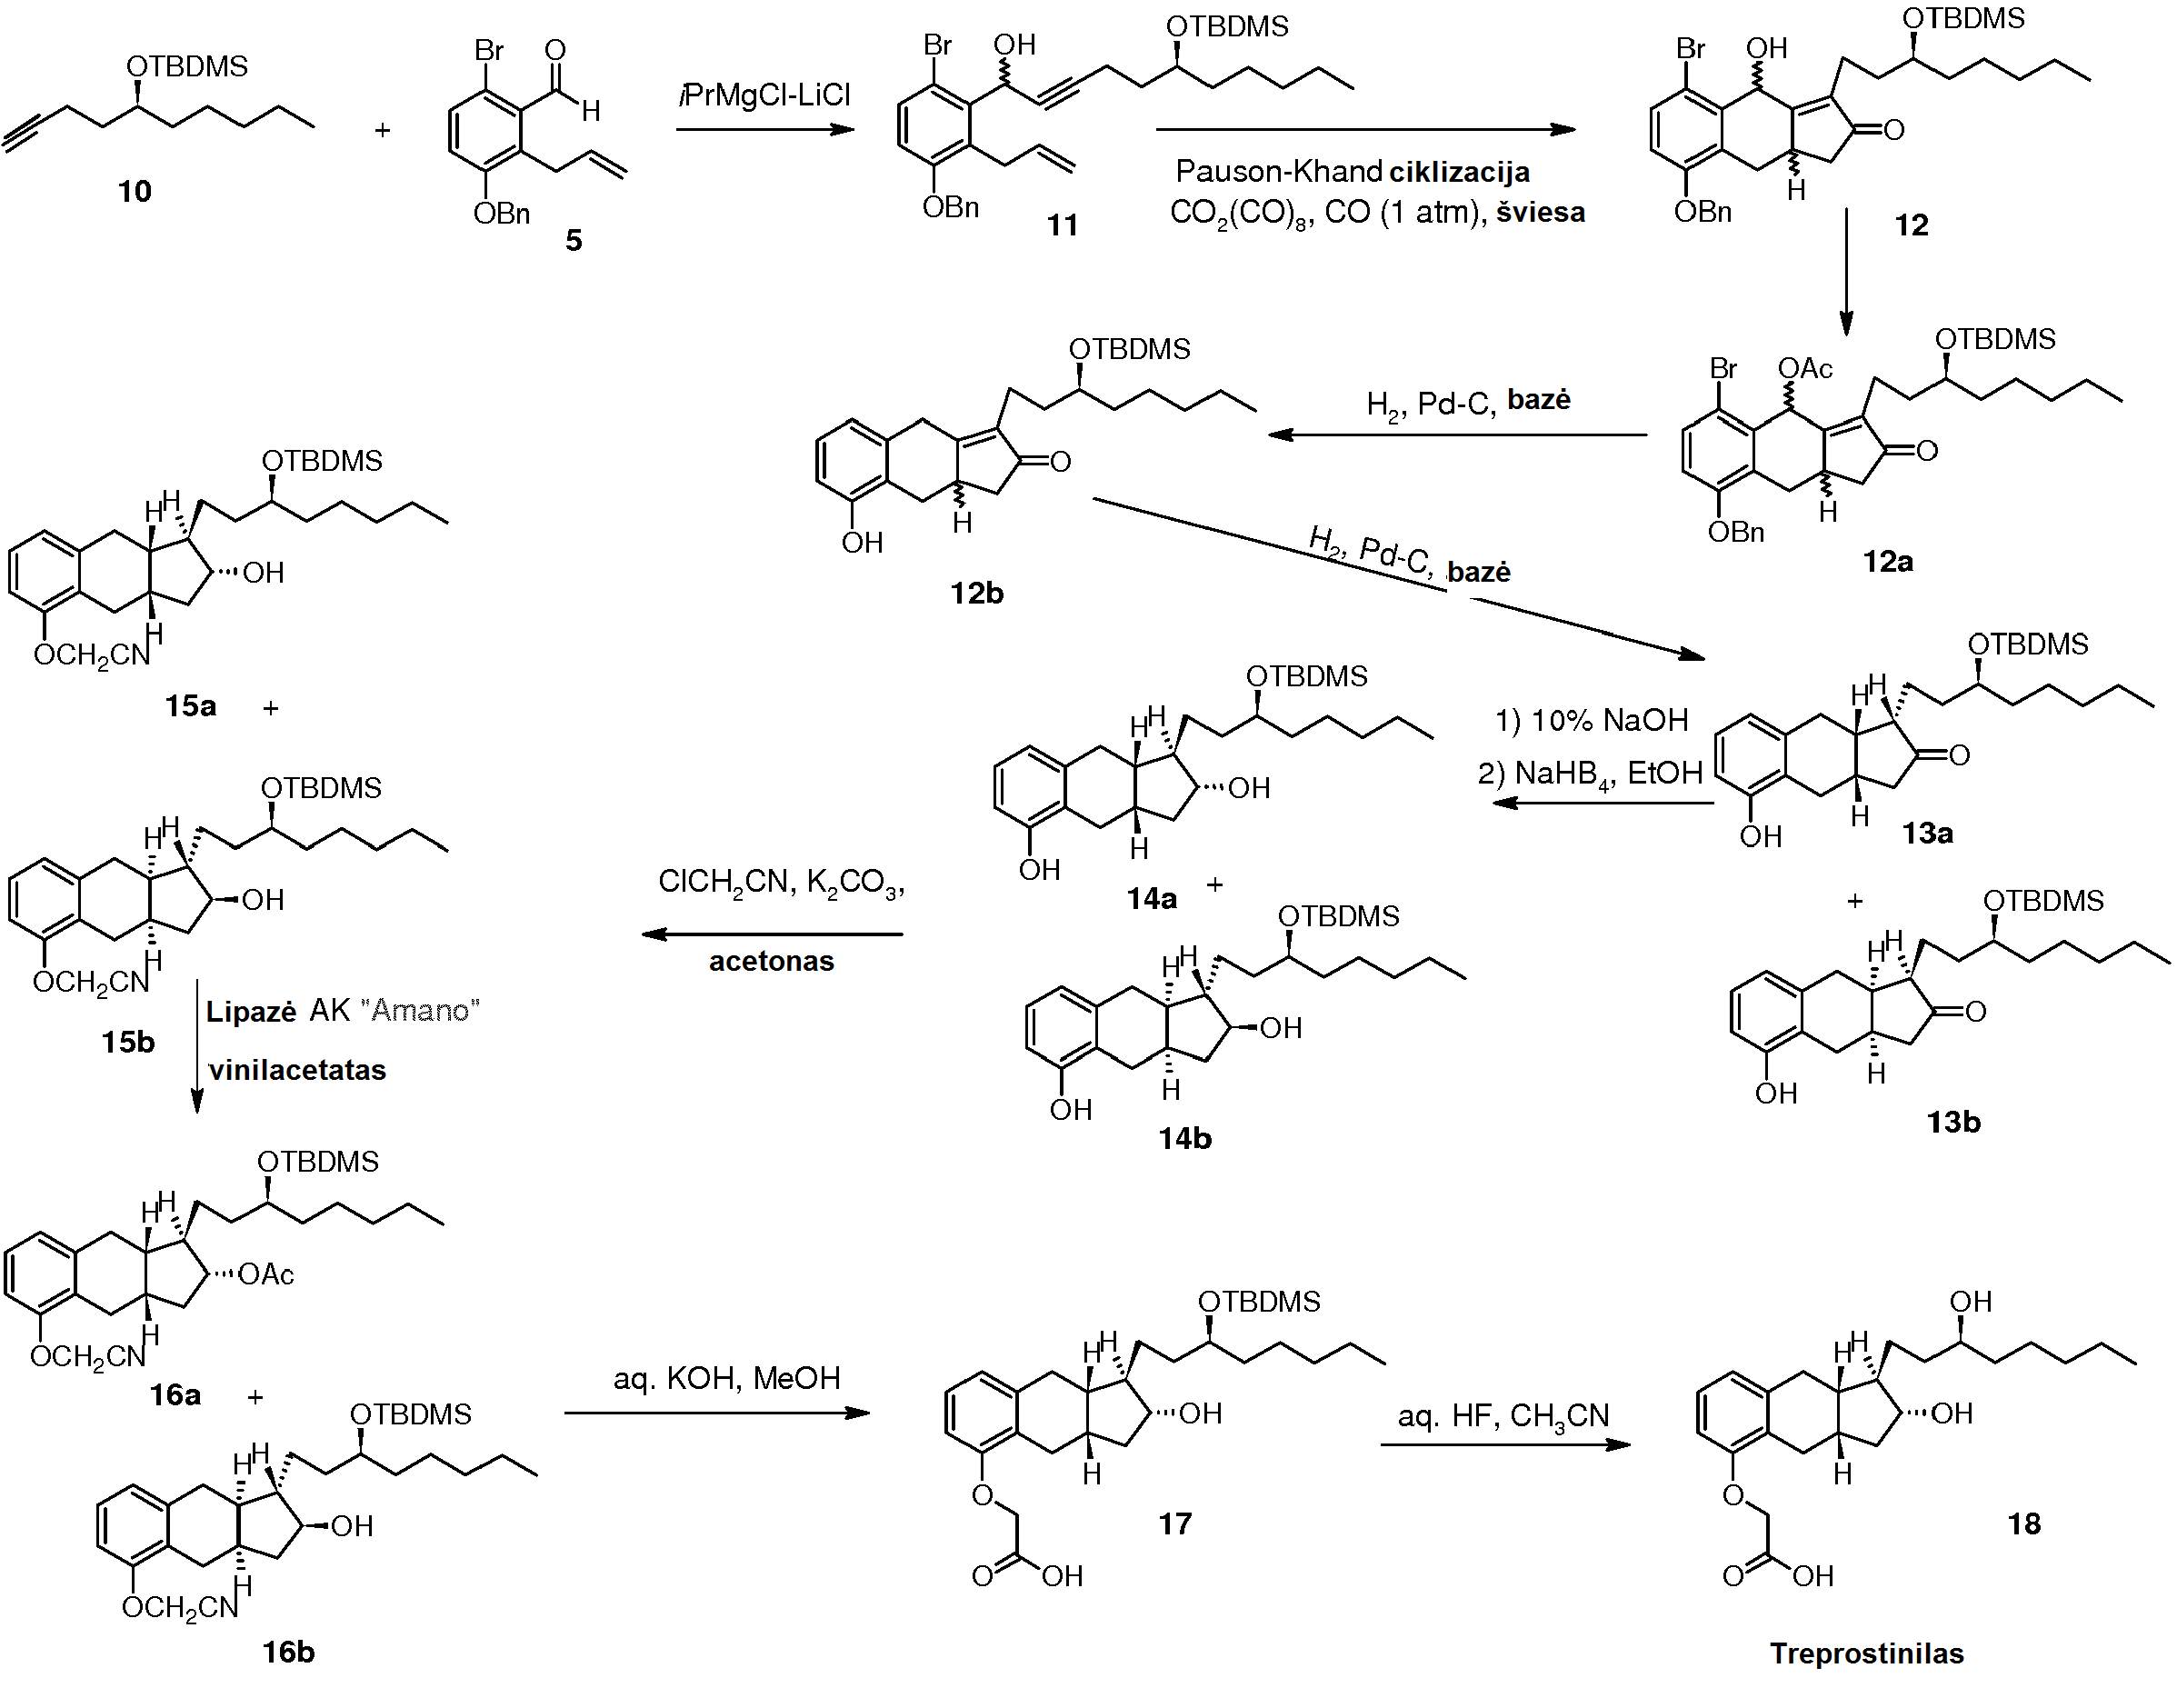 OTBDMS
10
+
Br
O
H
OBn
5
iPrMgCl-LiCl
Br
OH
OTBDMS
OBn
11
Pauson-Khand ciklizacija
CO2(CO)8, CO (1 atm), šviesa
Br
OH
OTBDMS
O
H
OBn
12
Br
OAc
OTBDMS
O
H
OBn
12a
H2, Pd-C, bazė
OTBDMS
O
H
OH
12b
H2, Pd-C, bazė
OTBDMS
H
H
O
H
OH
13a
+
OTBDMS
H
H
O
H
OH
13b
1) 10% NaOH
2) NaHB4, EtOH
OTBDMS
H
H
OH
H
OH
14a
+
OTBDMS
H
H
OH
H
OH
14b
ClCH2CN, K2CO3,
acetonas
OTBDMS
H
H
OH
H
OCH2CN
15a
+
OTBDMS
H
H
OH
H
OCH2CN
15b
Lipazė AK "Amano"
vinilacetatas
OTBDMS
H
H
OAc
H
OCH2CN
16a
+
OTBDMS
H
H
OH
H
OCH2CN
16b
aq. KOH, MeOH
OTBDMS
H
H
OH
H
O
O
OH
17
aq. HF, CH3CN
OH
H
H
OH
H
O
O
OH
18
Treprostinilas